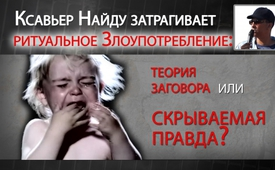 Ксавьер Найду затрагивает
ритуальное Злоупотребление:
теория
заговора или
скрываемая
правда?